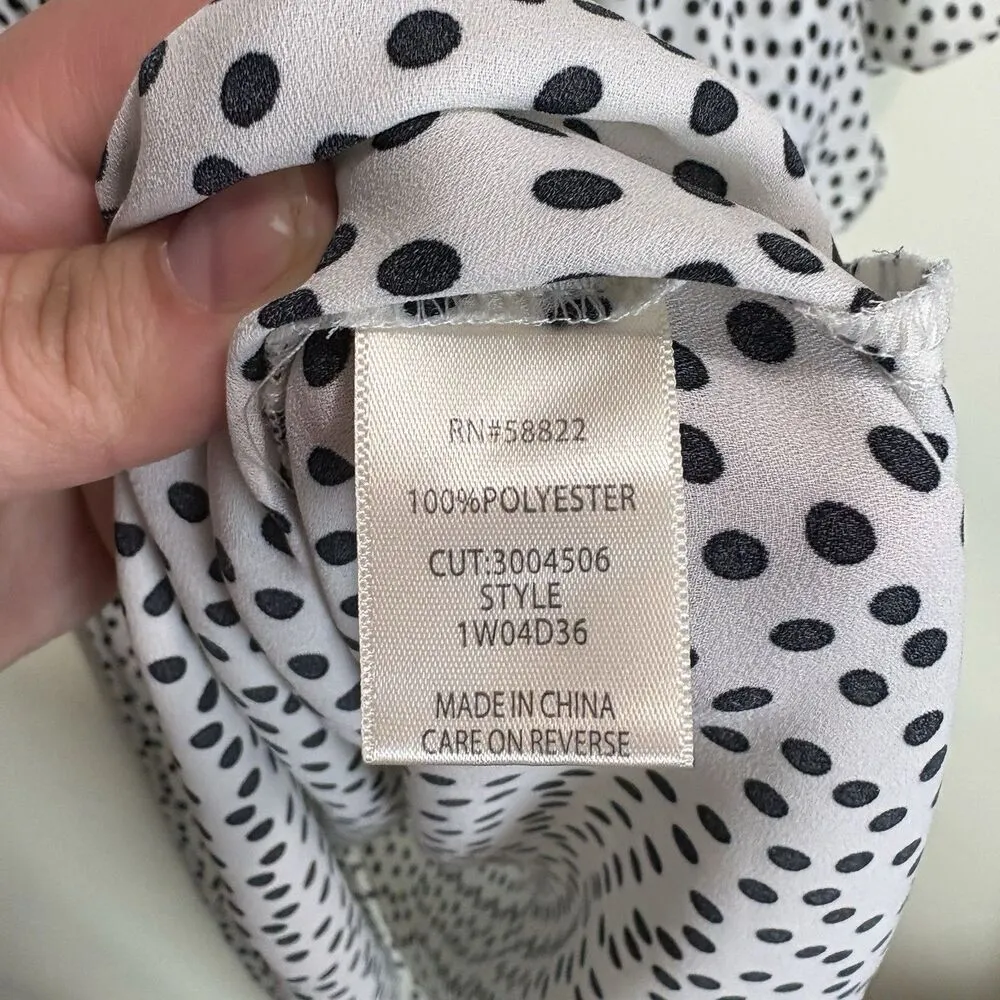 RN#58822
100%POLYESTER
CUT:3004506
STYLE
1W04D36
MADE IN CHINA
CARE ON REVERSE